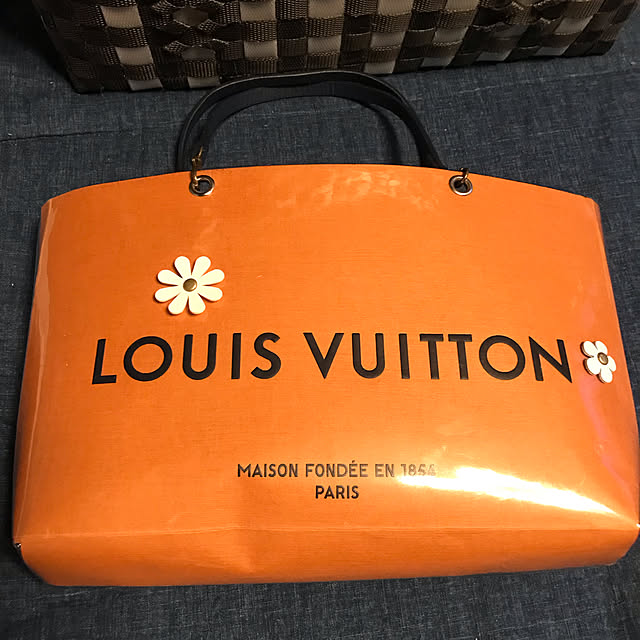 LOUIS VUITTON
MAISON FONDÉE EN 1854
PARIS